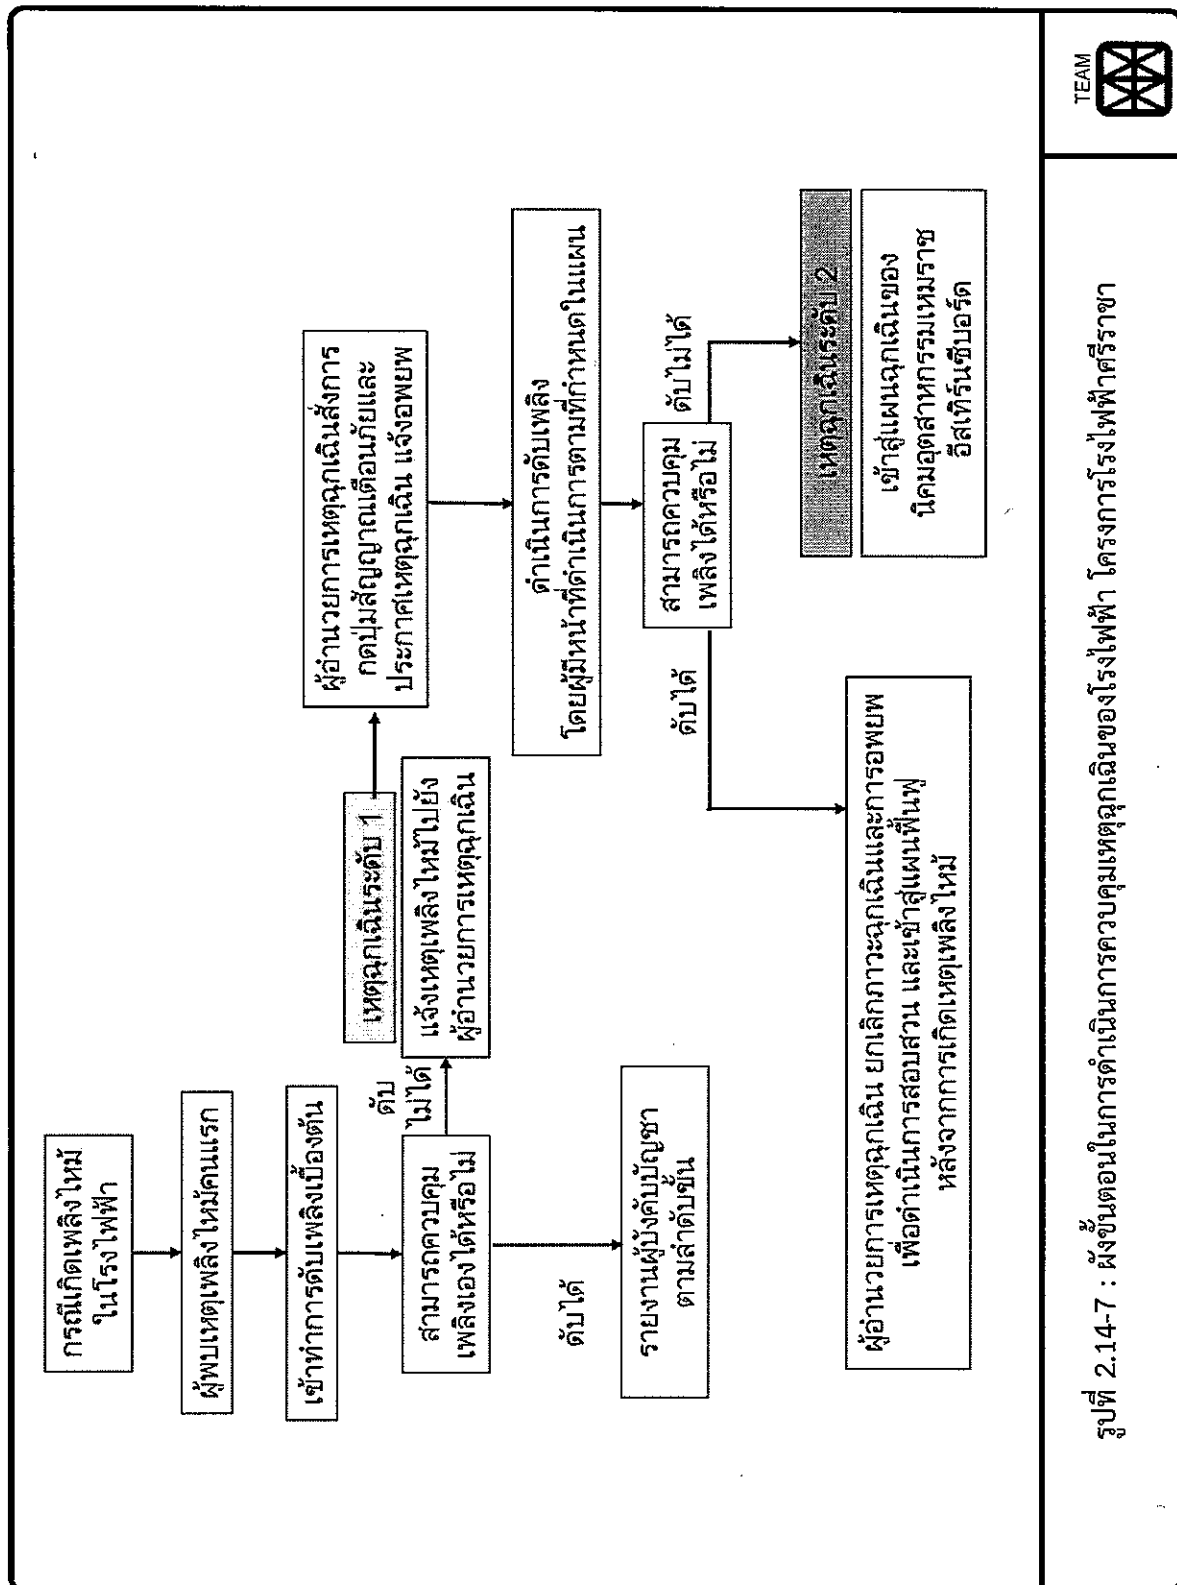 กรณีเกิดเพลิงไหม้
ในโรงไฟฟ้า
ผู้พบเหตุเพลิงไหม้คนแรก
เข้าทำการดับเพลิงเบื้องต้น
สามารถควบคุม
เพลิงเองได้หรือไม่
ดับ
ไม่ได้
ดับได้
รายงานผู้บังคับบัญชา
ตามลำดับชั้น
เหตุฉุกเฉินระดับ 1
แจ้งเหตุเพลิงไหม้ไปยัง
ผู้อำนวยการเหตุฉุกเฉิน
ผู้อำนวยการเหตุฉุกเฉินสั่งการ
กดปุ่มสัญญาณเตือนภัยและ
ประกาศเหตุฉุกเฉิน แจ้งอพยพ
ดำเนินการดับเพลิง
โดยผู้มีหน้าที่ดำเนินการตามที่กำหนดในแผน
สามารถควบคุม
เพลิงได้หรือไม่
ดับได้
ดับไม่ได้
ผู้อำนวยการเหตุฉุกเฉิน ยกเลิกภาวะฉุกเฉินและการอพยพ
เพื่อดำเนินการสอบสวน และเข้าสู่แผนฟื้นฟู
หลังจากการเกิดเหตุเพลิงไหม้
เหตุฉุกเฉินระดับ 2
เข้าสู่แผนฉุกเฉินของ
นิคมอุตสาหกรรมเหมราช
อีสเทิร์นซีบอร์ด
รูปที่ 2.14-7 : ผังขั้นตอนในการดำเนินการควบคุมเหตุฉุกเฉินของโรงไฟฟ้า โครงการโรงไฟฟ้าศรีราชา
TEAM